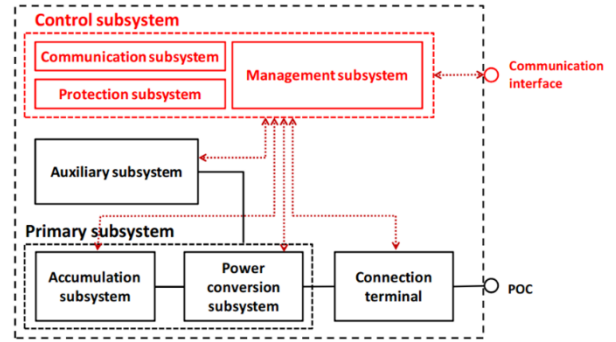 Control subsystem
Communication subsystem
Protection subsystem
Management subsystem
Communication
interface
Auxiliary subsystem
Primary subsystem
Accumulation
subsystem
Power
conversion
subsystem
Connection
terminal
POC